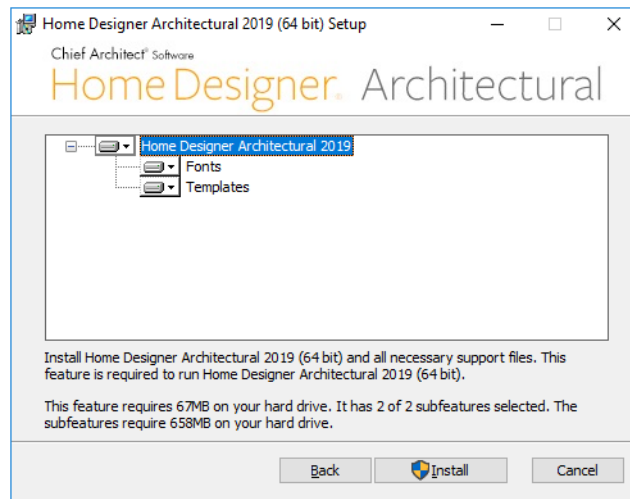 Home Designer Architectural 2019 (64 bit) Setup
Chief Architect® Software
Home Designer® Architectural
Home Designer Architectural 2019
Fonts
Templates
Install Home Designer Architectural 2019 (64 bit) and all necessary support files. This
feature is required to run Home Designer Architectural 2019 (64 bit).
This feature requires 67MB on your hard drive. It has 2 of 2 subfeatures selected. The
subfeatures require 658MB on your hard drive.
Back Install Cancel